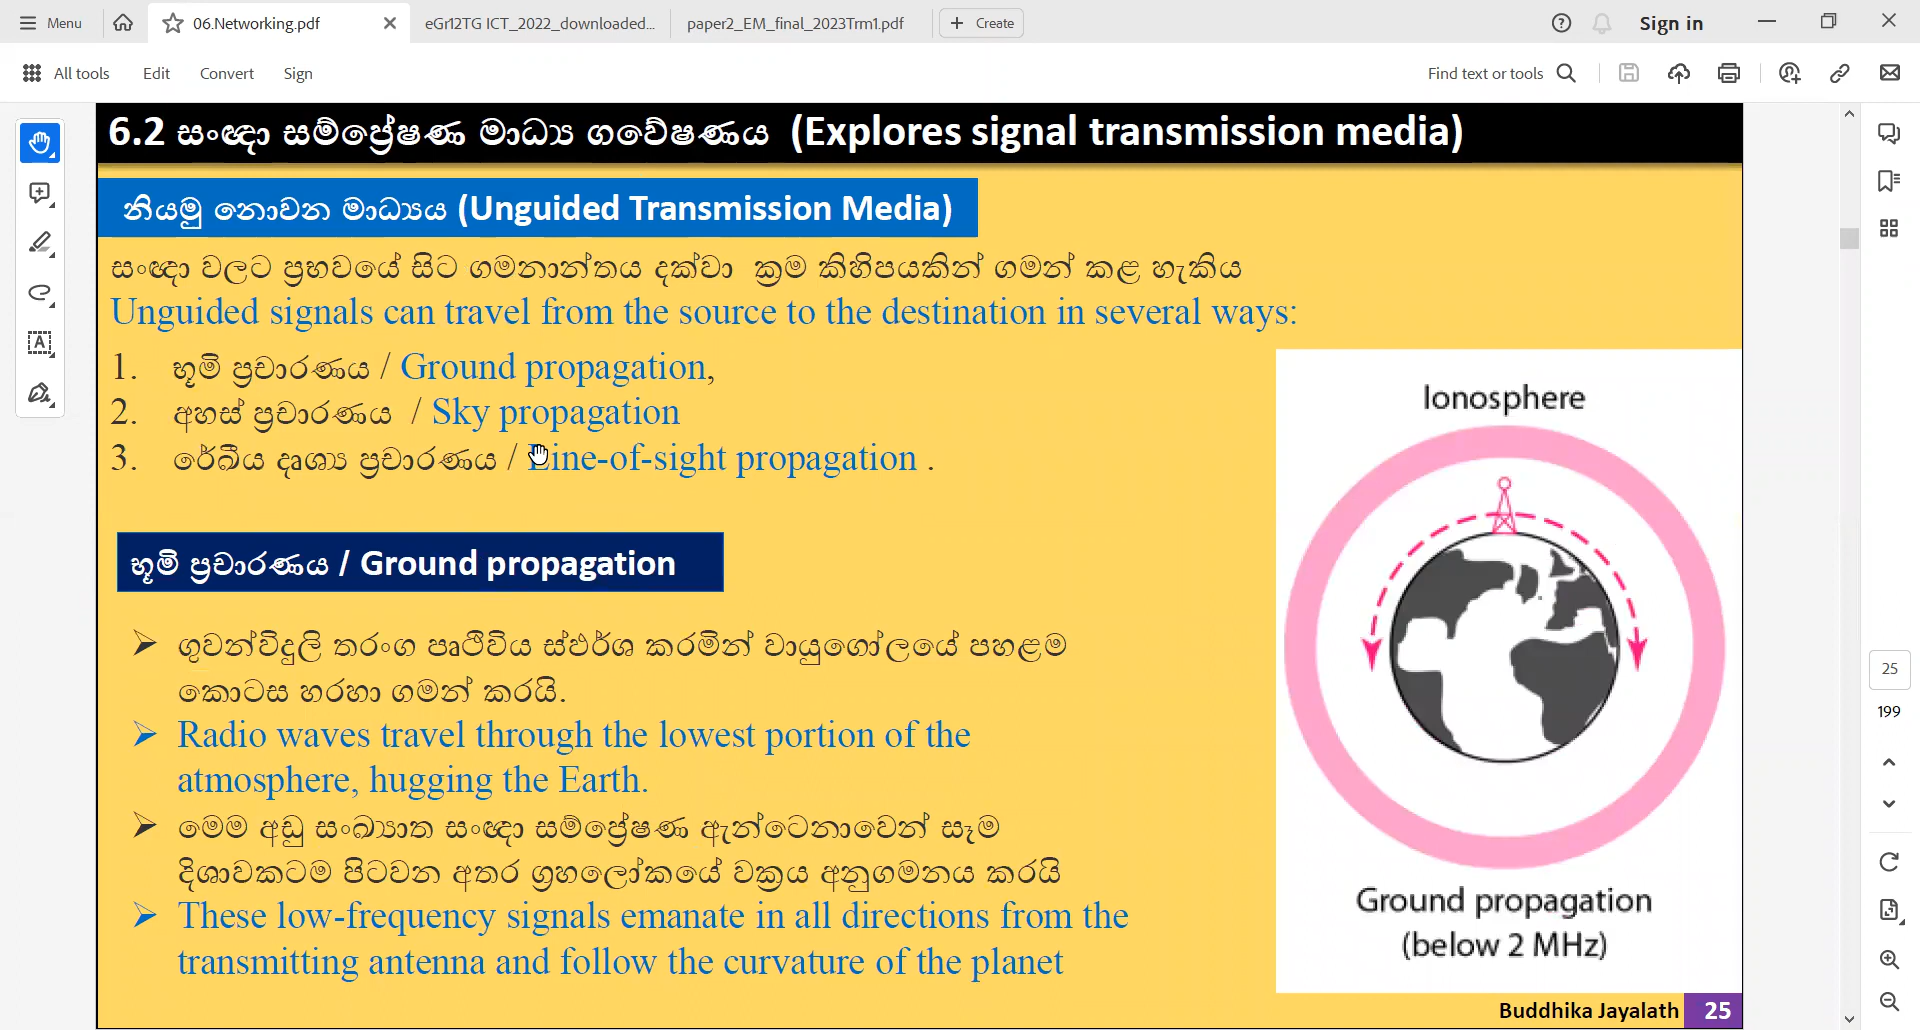 Menu
06.Networking.pdf
eGr12TG ICT_2022_downloaded...
paper2_EM_final_2023Trm1.pdf
Create
Sign in
All tools
Edit
Convert
Sign
Find text or tools
6.2 සංඥා සම්ප්‍රේෂණ මාධ්‍ය ගවේෂණය (Explores signal transmission media)
නියමු නොවන මාධ්‍යය (Unguided Transmission Media)
සංඥා වලට ප්‍රභවයේ සිට ගමනාන්තය දක්වා ක්‍රම කිහිපයකින් ගමන් කළ හැකිය
Unguided signals can travel from the source to the destination in several ways:
1. භූමි ප්‍රචාරණය / Ground propagation,
2. අහස් ප්‍රචාරණය / Sky propagation
3. රේඛීය දෘශ්‍ය ප්‍රචාරණය / Line-of-sight propagation .
භූමි ප්‍රචාරණය / Ground propagation
➢ ගුවන්විදුලි තරංග පෘථිවිය ස්පර්ශ කරමින් වායුගෝලයේ පහළම
කොටස හරහා ගමන් කරයි.
➢ Radio waves travel through the lowest portion of the
atmosphere, hugging the Earth.
➢ මෙම අඩු සංඛ්‍යාත සංඥා සම්ප්‍රේෂණ ඇන්ටෙනාවෙන් සෑම
දිශාවකටම පිටවන අතර ග්‍රහලෝකයේ වක්‍රය අනුගමනය කරයි
➢ These low-frequency signals emanate in all directions from the
transmitting antenna and follow the curvature of the planet
Ionosphere
Ground propagation
(below 2 MHz)
Buddhika Jayalath 25
25
199